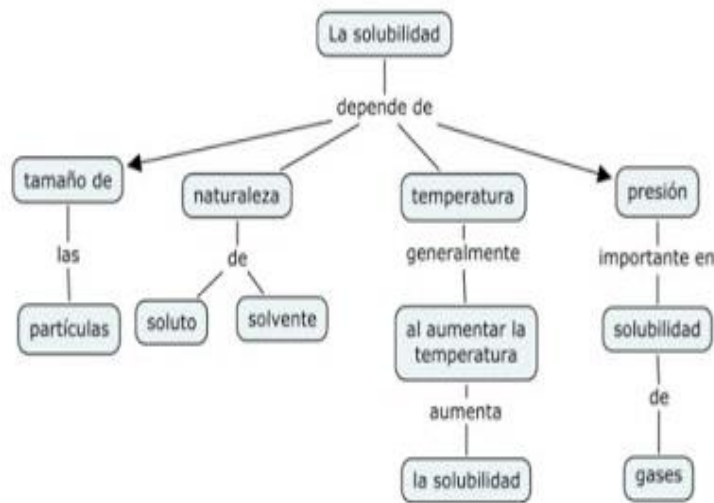 La solubilidad
depende de
tamaño de
naturaleza
temperatura
presión
las
de
generalmente
importante en
partículas
soluto
solvente
al aumentar la
temperatura
solubilidad
aumenta
de
la solubilidad
gases